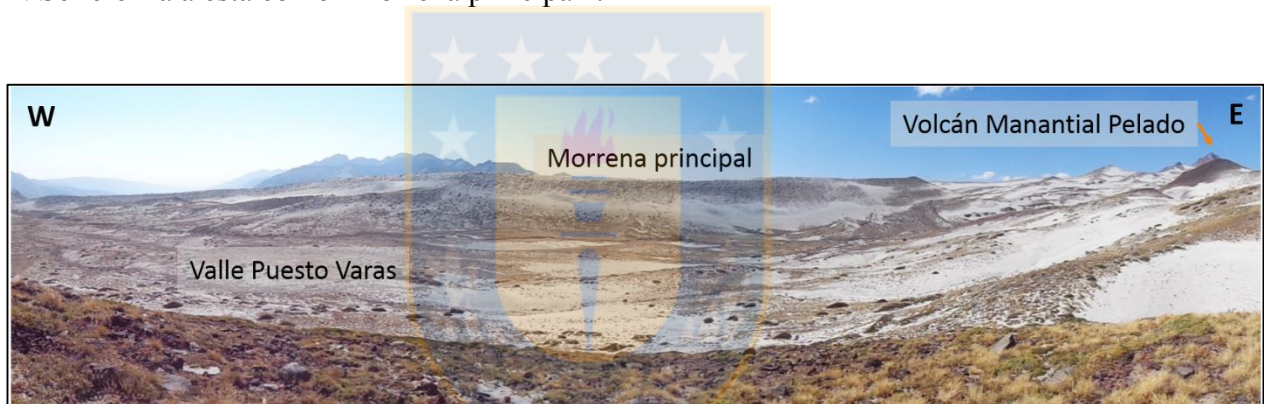 W
E
Volcán Manantial Pelado
Morrena principal
Valle Puesto Varas